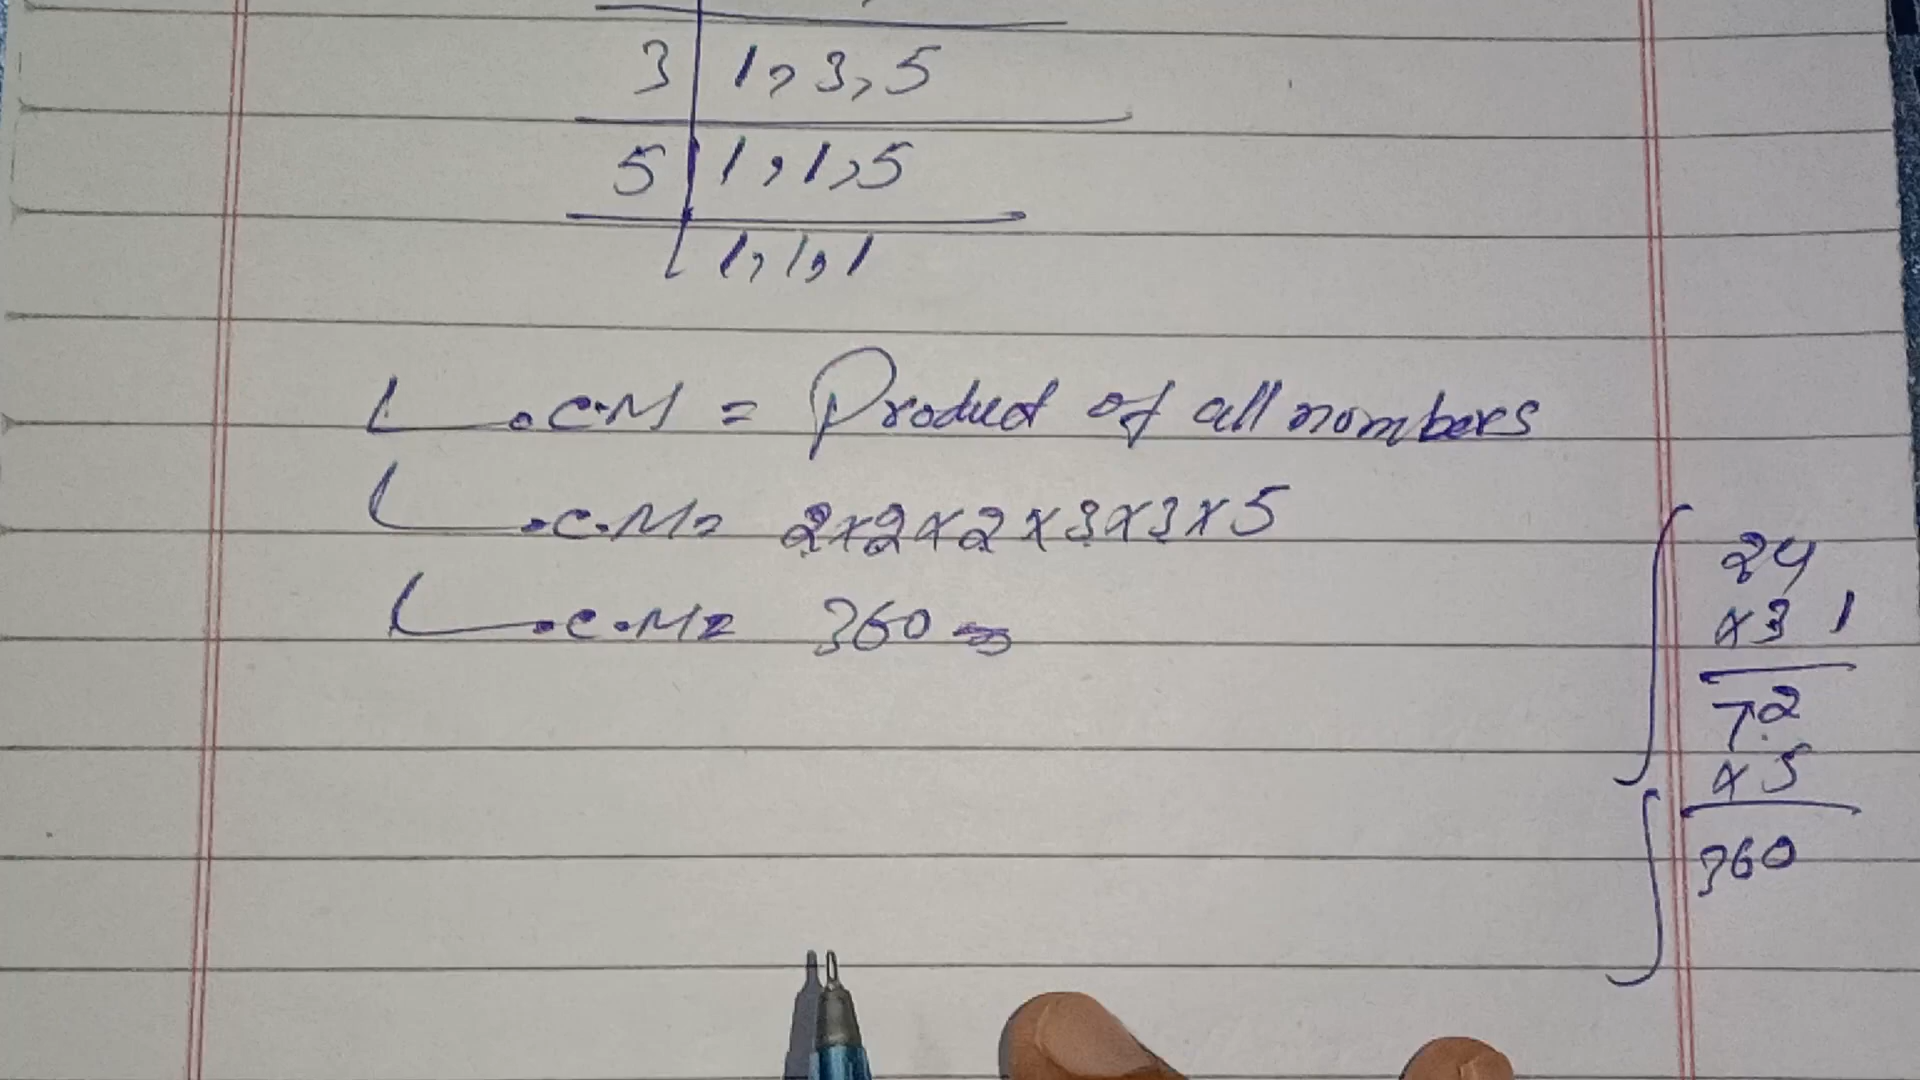 3 | 1, 3, 5
5 | 1, 1, 5
1, 1, 1
L.C.M = Product of all numbers
L.C.M = 2×2×2×3×3×5
L.C.M = 360
24
×3 1
72
×5
360